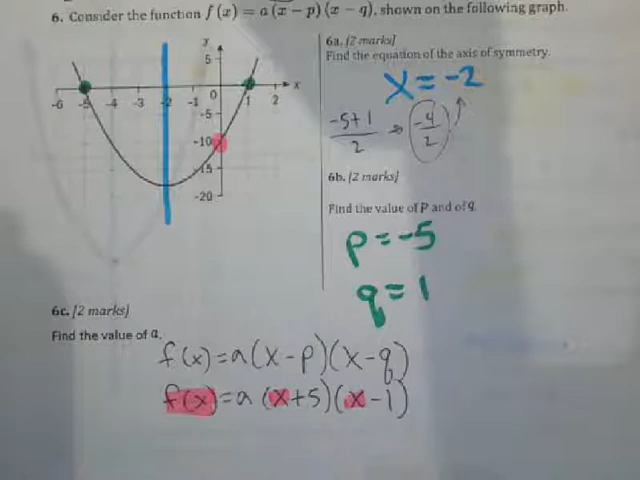 6. Consider the function f(x) = a(x − p)(x − q), shown on the following graph.
y
5
x
-6 -5 -4 -3 -2 -1 0 1 2
-5
-10
-15
-20
6a. [2 marks]
Find the equation of the axis of symmetry.
x = -2
-5+1/2 → -4/2
6b. [2 marks]
Find the value of P and of q.
p = -5
q = 1
6c. [2 marks]
Find the value of a.
f(x) = a(x-p)(x-q)
f(x) = a(x+5)(x-1)